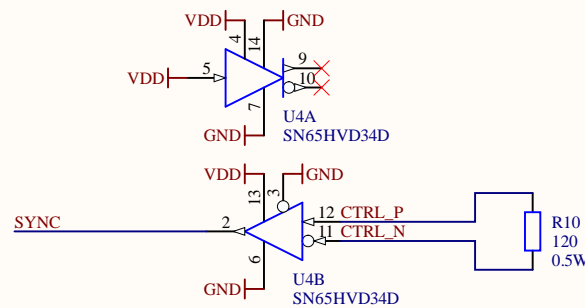 VDD
GND
4
14
VDD
5
9
10
7
GND
U4A
SN65HVD34D
VDD
GND
13
3
SYNC
2
12
CTRL_P
11
CTRL_N
R10
120
0.5W
6
GND
U4B
SN65HVD34D